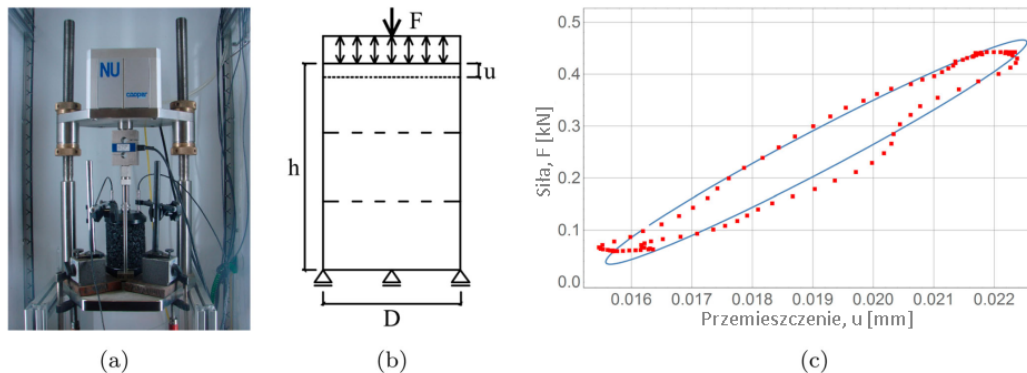 NU
cooper
F
u
h
D
Siła, F [kN]
0.5
0.4
0.3
0.2
0.1
0.0
0.016 0.017 0.018 0.019 0.020 0.021 0.022
Przemieszczenie, u [mm]
(a) (b) (c)